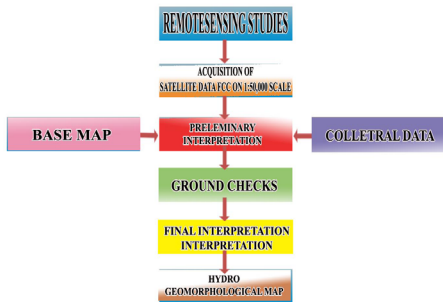 REMOTESENSING STUDIES
ACQUISITION OF
SATELLITE DATA FCC ON 1:50,000 SCALE
BASE MAP
PRELEMINARY
INTERPRETATION
COLLETRAL DATA
GROUND CHECKS
FINAL INTERPRETATION
INTERPRETATION
HYDRO
GEOMORPHOLOGICAL MAP